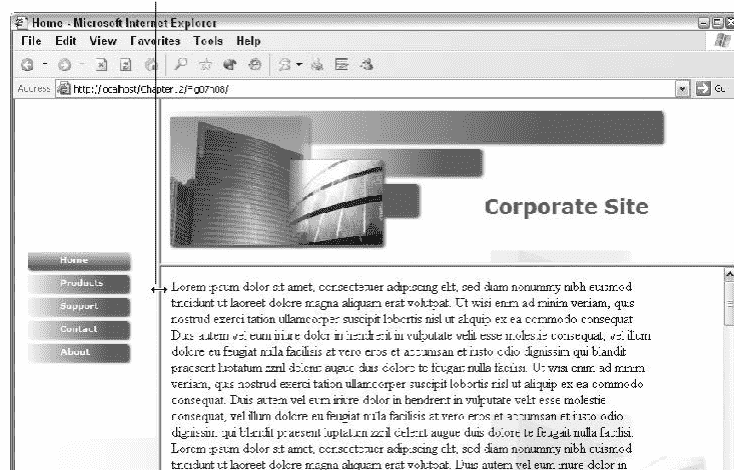 Home - Microsoft Internet Explorer
File Edit View Favorites Tools Help
Address http://localhost/Chapter12/Fig07n08/ Go
Corporate Site
Home
Products
Support
Contact
About
Lorem ipsum dolor sit amet, consectetuer adipiscing elit, sed diam nonummy nibh euismod
tincidunt ut laoreet dolore magna aliquam erat volutpat. Ut wisi enim ad minim veniam, quis
nostrud exerci tation ullamcorper suscipit lobortis nisl ut aliquip ex ea commodo consequat
Duis autem vel eum iriure dolor in hendrerit in vulputate velit esse molestie consequat, vel illum
dolore eu feugiat nulla facilisis at vero eros et accumsan et iusto odio dignissim qui blandit
praesent luptatum zzril delenit augue duis dolore te feugait nulla facilisi. Ut wisi enim ad minim
veniam, quis nostrud exerci tation ullamcorper suscipit lobortis nisl ut aliquip ex ea commodo
consequat. Duis autem vel eum iriure dolor in hendrerit in vulputate velit esse molestie
consequat, vel illum dolore eu feugiat nulla facilisis at vero eros et accumsan et iusto odio
dignissim qui blandit praesent luptatum zzril delenit augue duis dolore te feugait nulla facilisi.
Lorem ipsum dolor sit amet, consectetuer adipiscing elit, sed diam nonummy nibh euismod
tincidunt ut laoreet dolore magna aliquam erat volutpat. Duis autem vel eum iriure dolor in